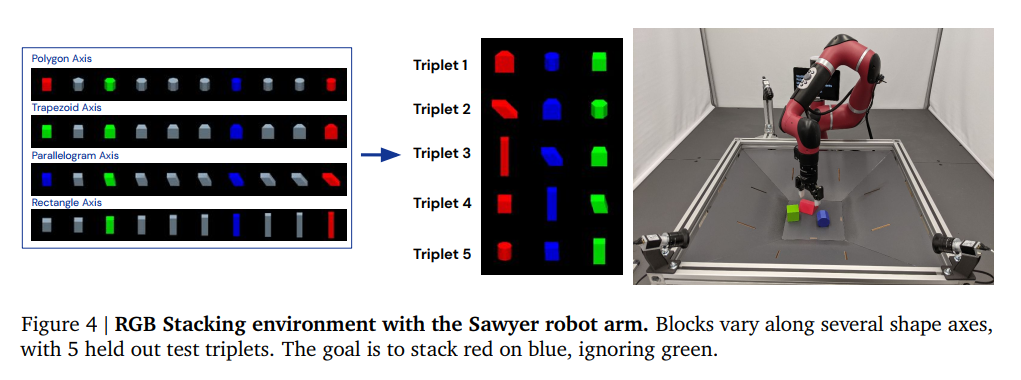 Polygon Axis
Trapezoid Axis
Parallelogram Axis
Rectangle Axis
Triplet 1
Triplet 2
Triplet 3
Triplet 4
Triplet 5
Figure 4 | RGB Stacking environment with the Sawyer robot arm. Blocks vary along several shape axes,
with 5 held out test triplets. The goal is to stack red on blue, ignoring green.